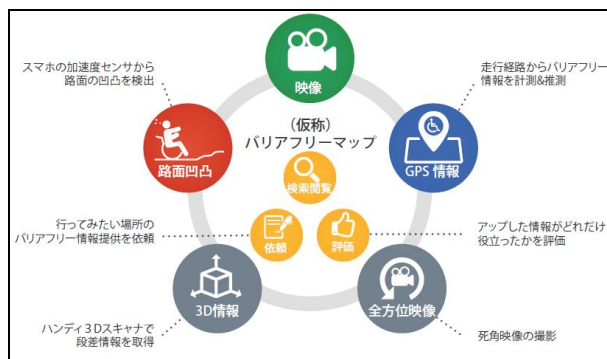 スマホの加速度センサから
路面の凹凸を検出
映像
走行経路からバリアフリー
情報を計測&推測
(仮称)
バリアフリーマップ
路面凹凸
GPS 情報
検索閲覧
行ってみたい場所の
バリアフリー情報提供を依頼
依頼
評価
アップした情報がどれだけ
役立ったかを評価
3D情報
全方位映像
ハンディ3Dスキャナで
段差情報を取得
死角映像の撮影